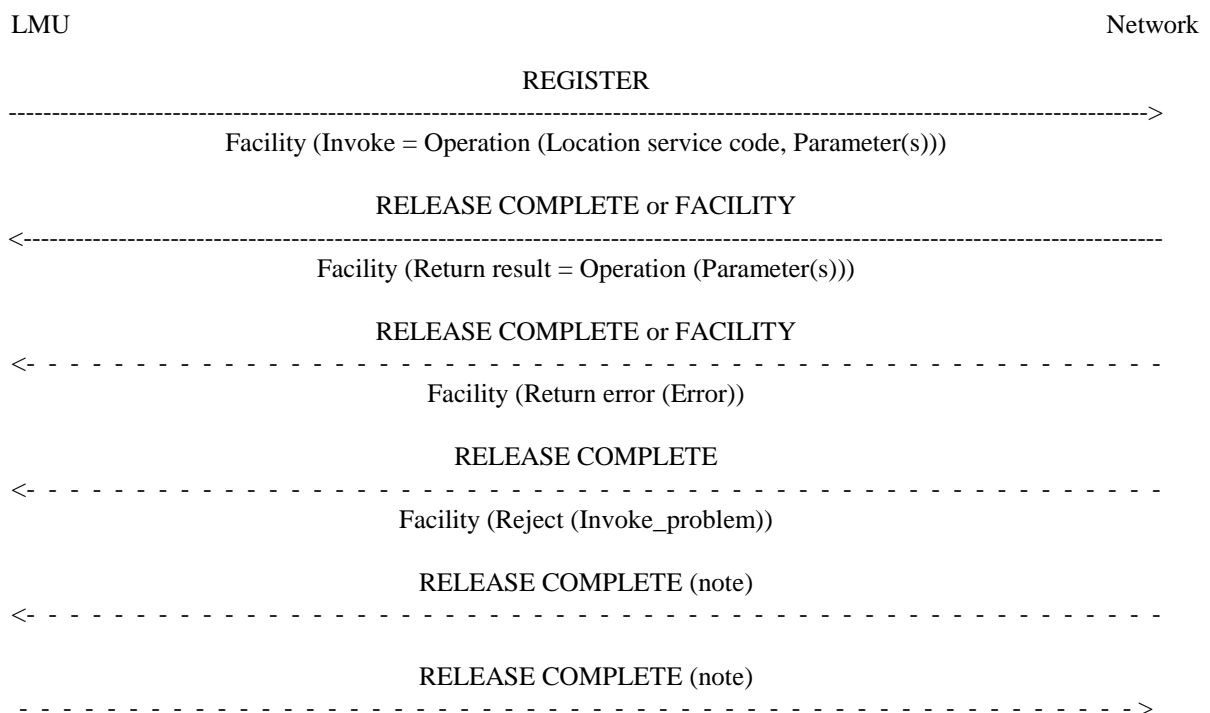 LMU Network
REGISTER
------------------------------------------------------------------------------------------------------------------------------------>
Facility (Invoke = Operation (Location service code, Parameter(s)))
RELEASE COMPLETE or FACILITY
<------------------------------------------------------------------------------------------------------------------------------------
Facility (Return result = Operation (Parameter(s)))
RELEASE COMPLETE or FACILITY
<- - - - - - - - - - - - - - - - - - - - - - - - - - - - - - - - - - - - - - - - - - - - - - - - - - - -
Facility (Return error (Error))
RELEASE COMPLETE
<- - - - - - - - - - - - - - - - - - - - - - - - - - - - - - - - - - - - - - - - - - - - - - - - - - - -
Facility (Reject (Invoke_problem))
RELEASE COMPLETE (note)
<- - - - - - - - - - - - - - - - - - - - - - - - - - - - - - - - - - - - - - - - - - - - - - - - - - - -
RELEASE COMPLETE (note)
- - - - - - - - - - - - - - - - - - - - - - - - - - - - - - - - - - - - - - - - - - - - - - - - - - - ->